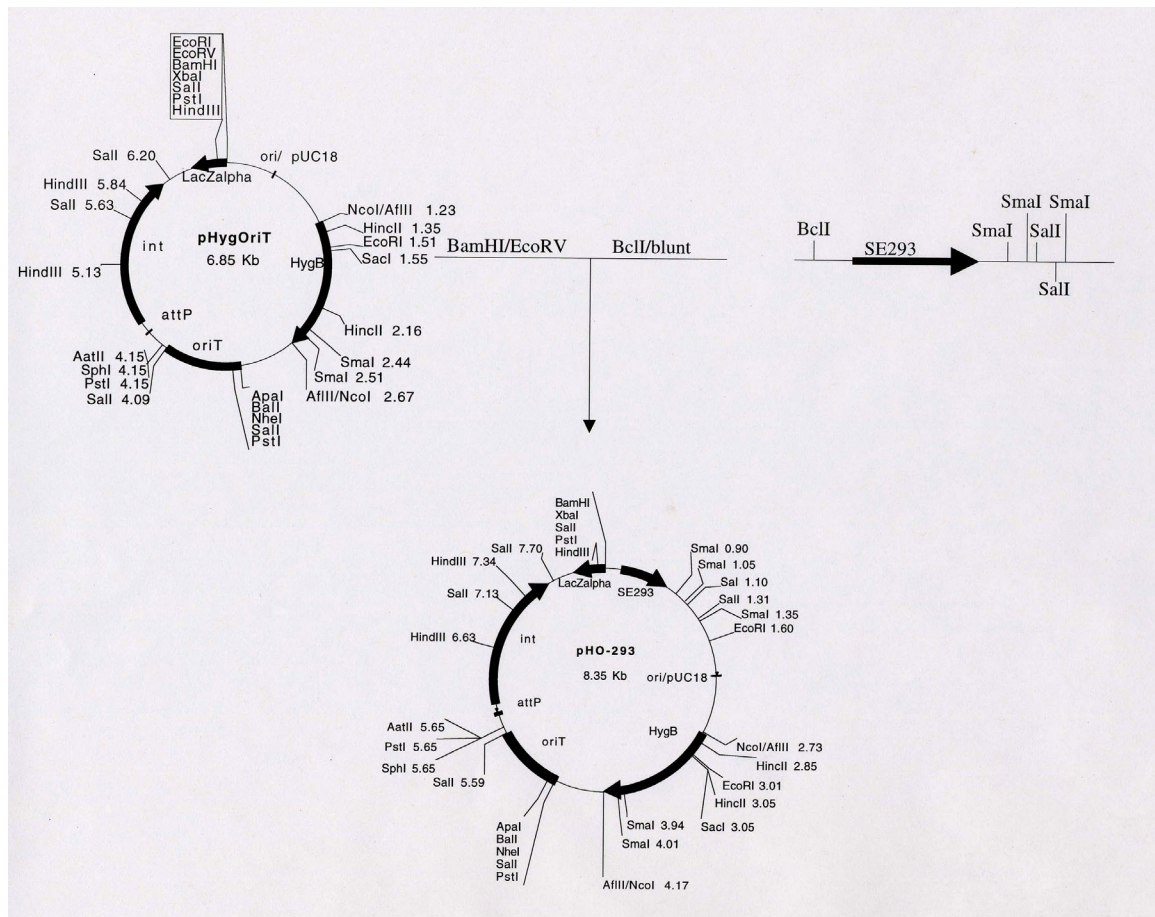 EcoRI
EcoRV
BamHI
XbaI
SalI
PstI
HindIII
SalI 6.20
ori/ pUC18
LacZalpha
HindIII 5.84
SalI 5.63
NcoI/AflII 1.23
HincII 1.35
EcoRI 1.51
SacI 1.55
pHygOriT
6.85 Kb
int
HygB
HindIII 5.13
attP
oriT
HincII 2.16
SmaI 2.44
SmaI 2.51
AflII/NcoI 2.67
AatII 4.15
SphI 4.15
PstI 4.15
SalI 4.09
ApaI
BalI
NheI
SalI
PstI
BamHI/EcoRV
BclI/blunt
BclI
SE293
SmaI
SmaI
SalI
SmaI
SalI
BamHI
XbaI
SalI
PstI
HindIII
SalI 7.70
HindIII 7.34
SalI 7.13
HindIII 6.63
LacZalpha
SE293
SmaI 0.90
SmaI 1.05
SaI 1.10
SalI 1.31
SmaI 1.35
EcoRI 1.60
int
pHO-293
8.35 Kb
ori/pUC18
attP
oriT
HygB
AatII 5.65
PstI 5.65
SphI 5.65
SalI 5.59
NcoI/AflII 2.73
HincII 2.85
EcoRI 3.01
HincII 3.05
SacI 3.05
SmaI 3.94
SmaI 4.01
AflII/NcoI 4.17
ApaI
BalI
NheI
SalI
PstI